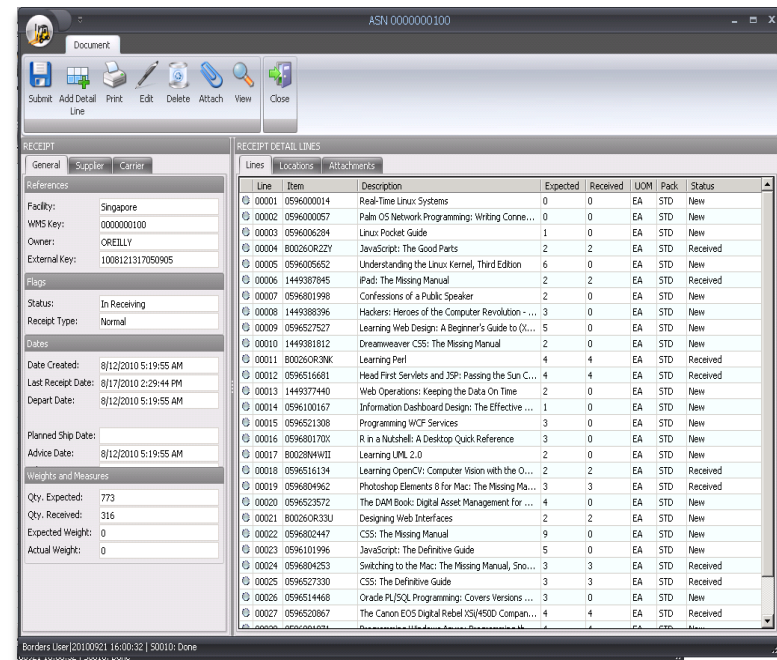 ASN 0000000100
Document
Submit Add Detail Line Print Edit Delete Attach View Close
RECEIPT
General Supplier Carrier
References
Facility: Singapore
WMS Key: 0000000100
Owner: OREILLY
External Key: 1008121317050905
Flags
Status: In Receiving
Receipt Type: Normal
Dates
Date Created: 8/12/2010 5:19:55 AM
Last Receipt Date: 8/17/2010 2:29:44 PM
Depart Date: 8/12/2010 5:19:55 AM
Planned Ship Date:
Advice Date: 8/12/2010 5:19:55 AM
Weights and Measures
Qty. Expected: 773
Qty. Received: 316
Expected Weight: 0
Actual Weight: 0
RECEIPT DETAIL LINES
Lines Locations Attachments
Line Item Description Expected Received UOM Pack Status
00001 0596000014 Real-Time Linux Systems 0 0 EA STD New
00002 0596000057 Palm OS Network Programming: Writing Conne... 0 0 EA STD New
00003 0596006284 Linux Pocket Guide 1 0 EA STD New
00004 B0026OR2ZY JavaScript: The Good Parts 2 2 EA STD Received
00005 0596005652 Understanding the Linux Kernel, Third Edition 6 0 EA STD New
00006 1449387845 iPad: The Missing Manual 2 2 EA STD Received
00007 0596801998 Confessions of a Public Speaker 2 0 EA STD New
00008 1449388396 Hackers: Heroes of the Computer Revolution - ... 3 0 EA STD New
00009 0596527527 Learning Web Design: A Beginner's Guide to (X... 5 0 EA STD New
00010 1449381812 Dreamweaver CS5: The Missing Manual 2 0 EA STD New
00011 B0026OR3NK Learning Perl 4 4 EA STD Received
00012 0596516681 Head First Servlets and JSP: Passing the Sun C... 4 4 EA STD Received
00013 1449377440 Web Operations: Keeping the Data On Time 2 0 EA STD New
00014 0596100167 Information Dashboard Design: The Effective ... 1 0 EA STD New
00015 0596521308 Programming WCF Services 3 0 EA STD New
00016 059680170X R in a Nutshell: A Desktop Quick Reference 3 0 EA STD New
00017 B0028N4WII Learning UML 2.0 2 0 EA STD New
00018 0596516134 Learning OpenCV: Computer Vision with the O... 2 2 EA STD Received
00019 0596804962 Photoshop Elements 8 for Mac: The Missing Ma... 3 3 EA STD Received
00020 0596523572 The DAM Book: Digital Asset Management for ... 4 0 EA STD New
00021 B0026OR33U Designing Web Interfaces 2 2 EA STD New
00022 0596802447 CSS: The Missing Manual 9 0 EA STD New
00023 0596101996 JavaScript: The Definitive Guide 5 0 EA STD New
00024 0596804253 Switching to the Mac: The Missing Manual, Sno... 3 3 EA STD Received
00025 0596527330 CSS: The Definitive Guide 3 3 EA STD Received
00026 0596514468 Oracle PL/SQL Programming: Covers Versions ... 3 0 EA STD New
00027 0596520867 The Canon EOS Digital Rebel XSi/450D Compan... 4 4 EA STD Received
Borders User|20100921 16:00:32 | S0010: Done